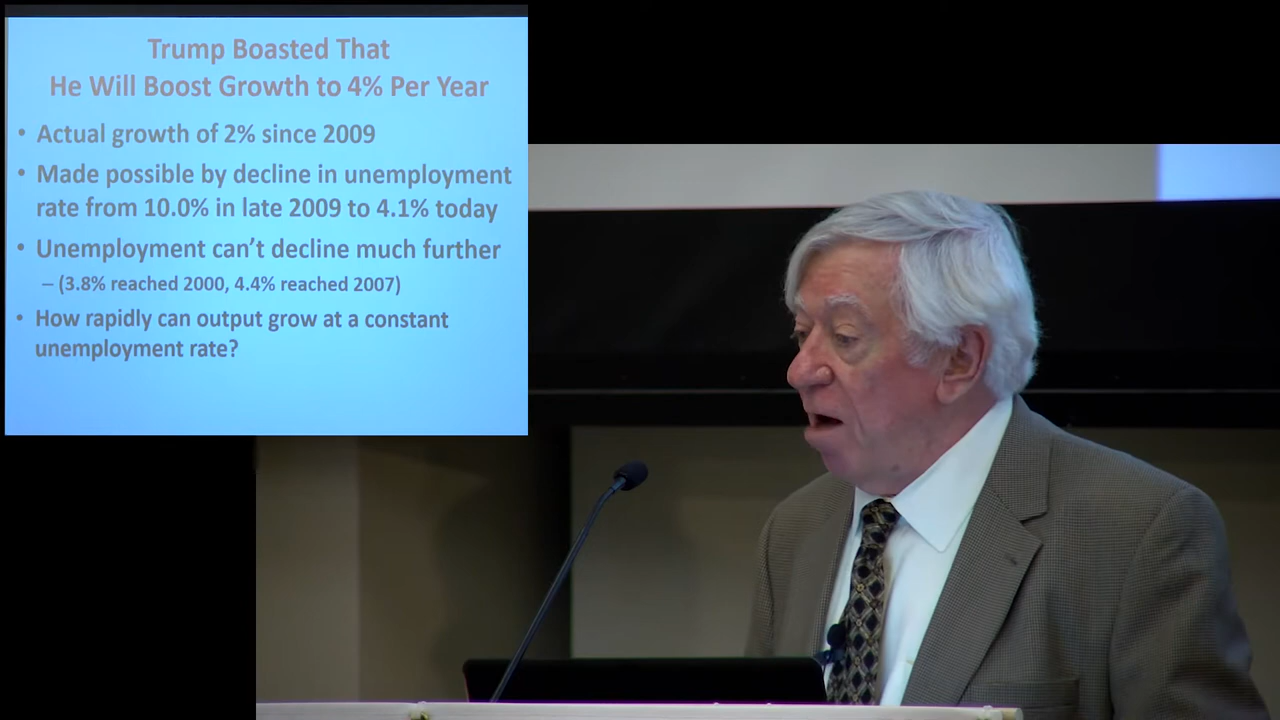 Trump Boasted That
He Will Boost Growth to 4% Per Year
• Actual growth of 2% since 2009
• Made possible by decline in unemployment
rate from 10.0% in late 2009 to 4.1% today
• Unemployment can't decline much further
– (3.8% reached 2000, 4.4% reached 2007)
• How rapidly can output grow at a constant
unemployment rate?